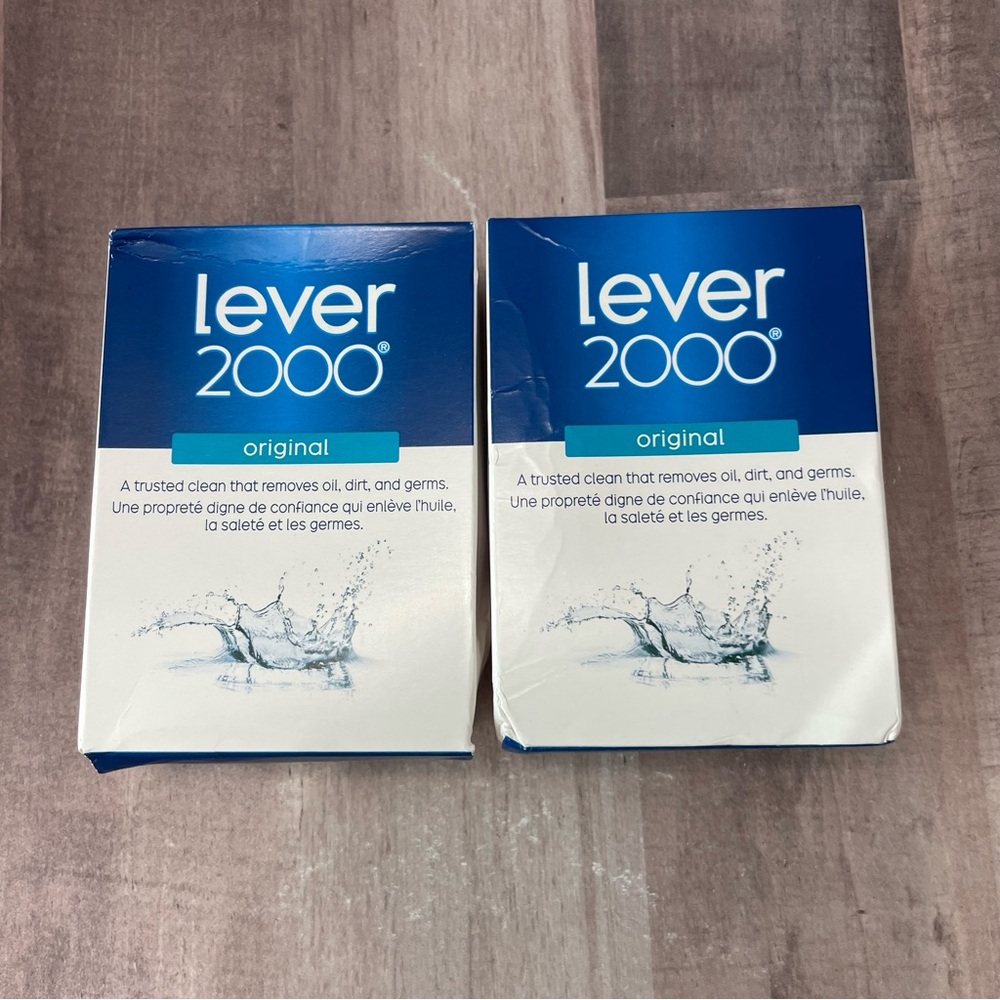 lever
2000®
original
A trusted clean that removes oil, dirt, and germs.
Une propreté digne de confiance qui enlève l'huile,
la saleté et les germes.
lever
2000®
original
A trusted clean that removes oil, dirt, and germs.
Une propreté digne de confiance qui enlève l'huile,
la saleté et les germes.